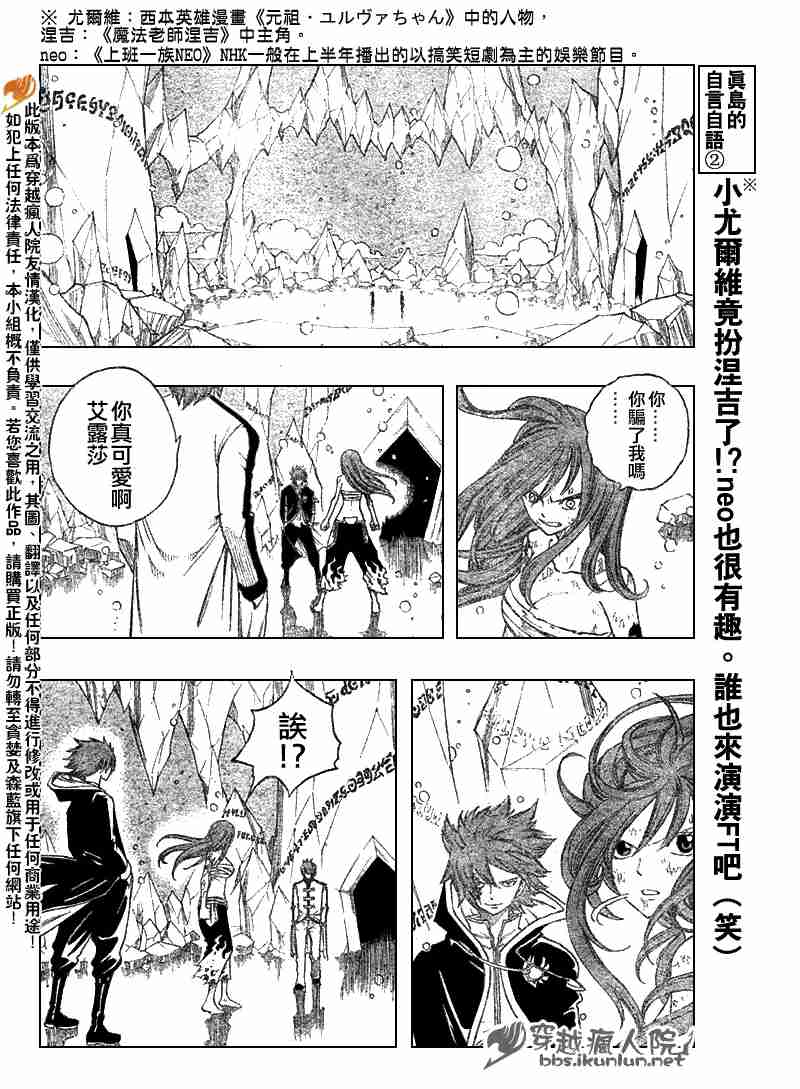 ※ 尤爾維：西本英雄漫畫《元祖・ユルヴァちゃん》中的人物，
涅吉：《魔法老師涅吉》中主角。
neo：《上班一族NEO》NHK一般在上半年播出的以搞笑短劇為主的娛樂節目。
眞島的
自言自語②
※小尤爾維竟扮涅吉了!?neo也很有趣。誰也來演演FT吧（笑）
你……
你騙了我嗎
……
你真可愛啊
艾露莎
誒!?
此版本爲穿越瘋人院友情漢化，僅供學習交流之用，其圖、翻譯以及任何部分不得進行修改或用于任何商業用途！
如犯上任何法律責任，本小組概不負責。若您喜歡此作品，請購買正版！請勿轉至貪婪及森藍旗下任何網站！
穿越瘋人院
bbs.ikunlun.net